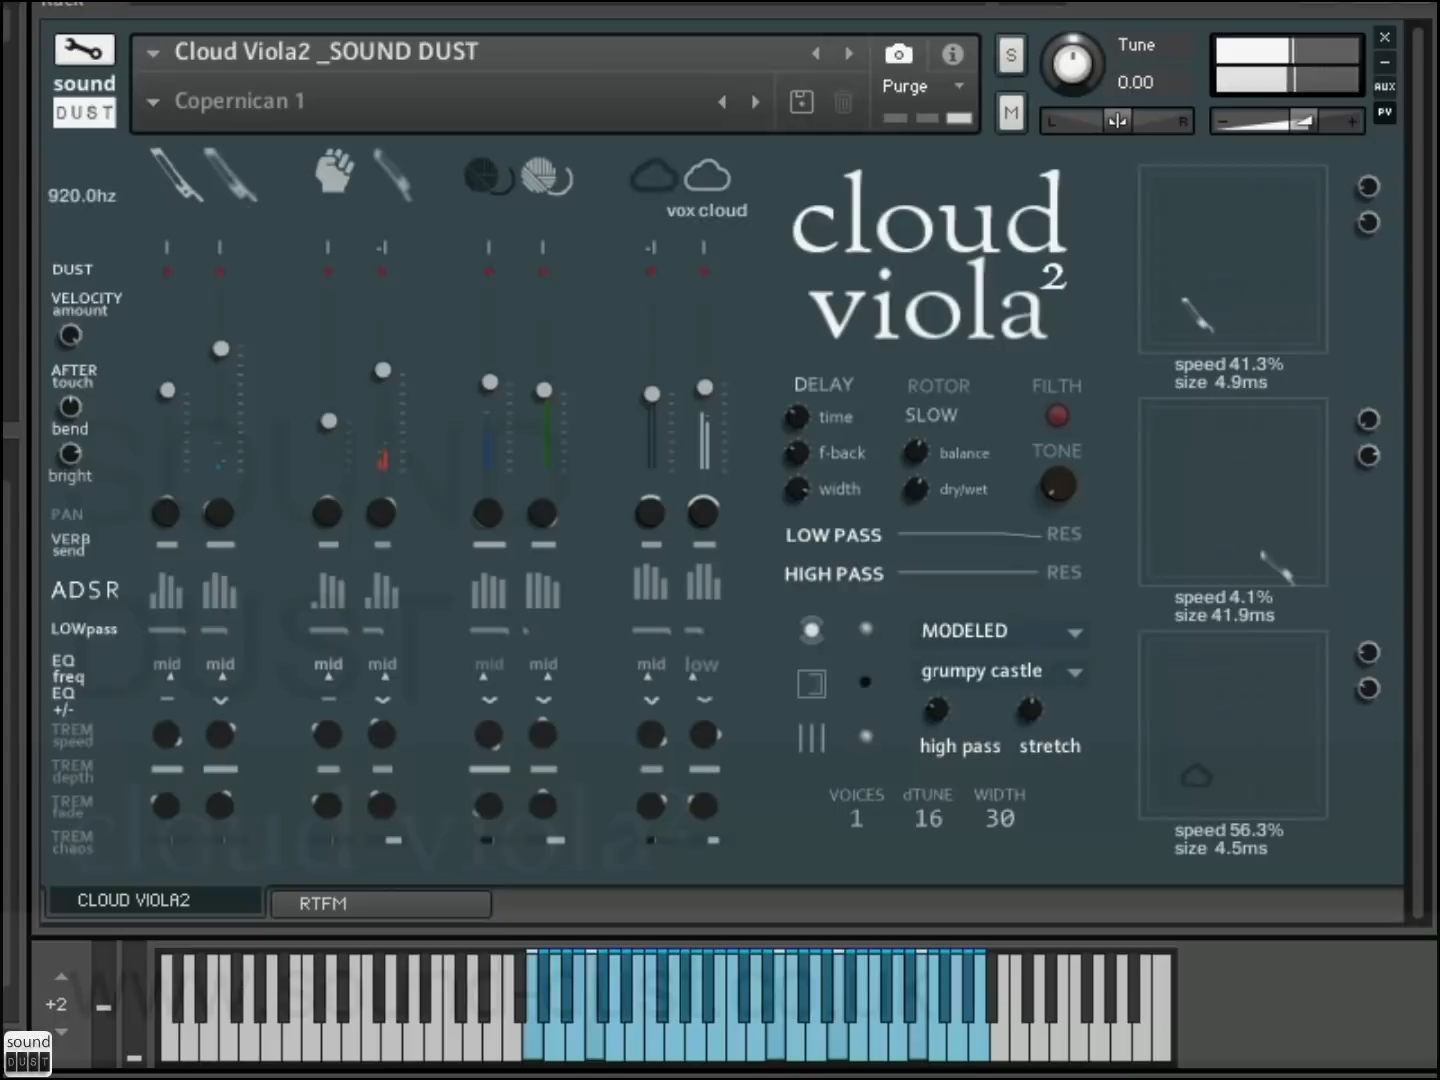 Cloud Viola2 _SOUND DUST
Copernican 1
Purge
S
M
Tune
0.00
L R
AUX
PV
sound
DUST
920.0hz
vox cloud
DUST
VELOCITY
amount
AFTER
touch
bend
bright
PAN
VERB
send
ADSR
LOWpass
EQ
freq
mid mid mid mid mid mid mid low
EQ
+/-
TREM
speed
TREM
depth
TREM
fade
TREM
chaos
cloud
viola2
DELAY
time
f-back
width
ROTOR
SLOW
balance
dry/wet
FILTH
TONE
LOW PASS RES
HIGH PASS RES
MODELED
grumpy castle
high pass stretch
VOICES dTUNE WIDTH
1 16 30
speed 41.3%
size 4.9ms
speed 4.1%
size 41.9ms
speed 56.3%
size 4.5ms
SOUND
DUST
cloud viola2
CLOUD VIOLA2
RTFM
+2
sound
DUST